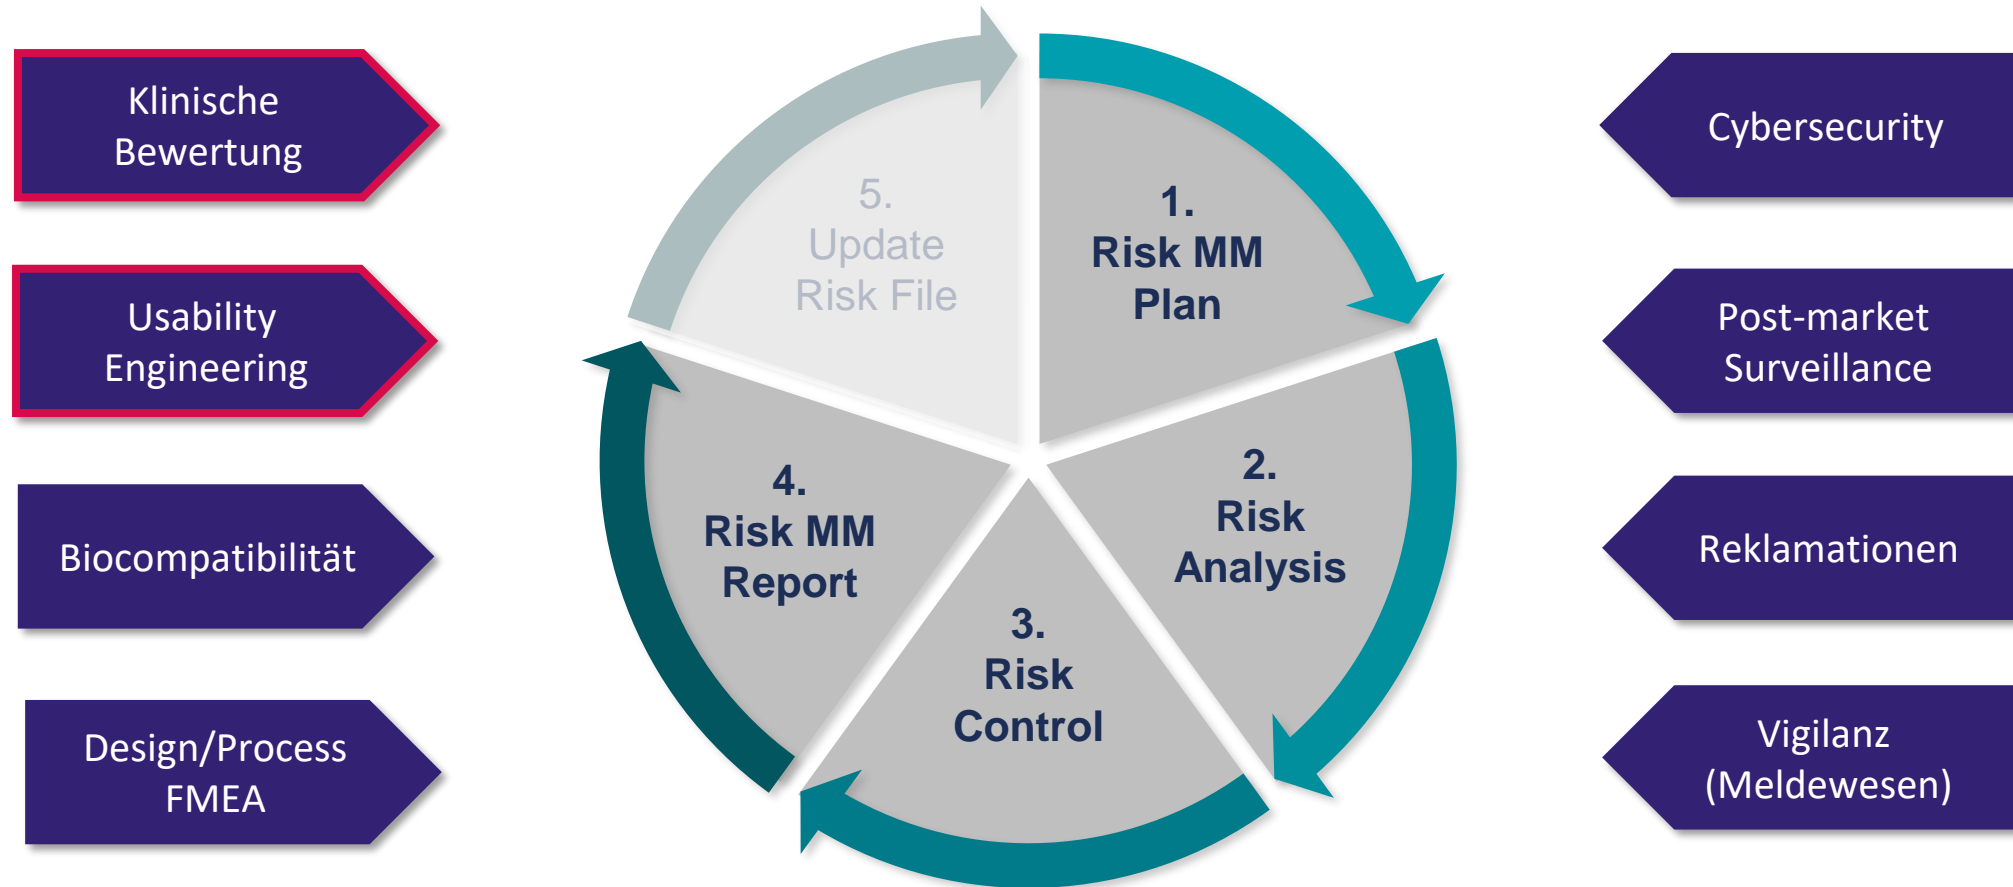 Klinische
Bewertung
Usability
Engineering
Biocompatibilität
Design/Process
FMEA
1.
Risk MM
Plan
2.
Risk
Analysis
3.
Risk
Control
4.
Risk MM
Report
5.
Update
Risk File
Cybersecurity
Post-market
Surveillance
Reklamationen
Vigilanz
(Meldewesen)